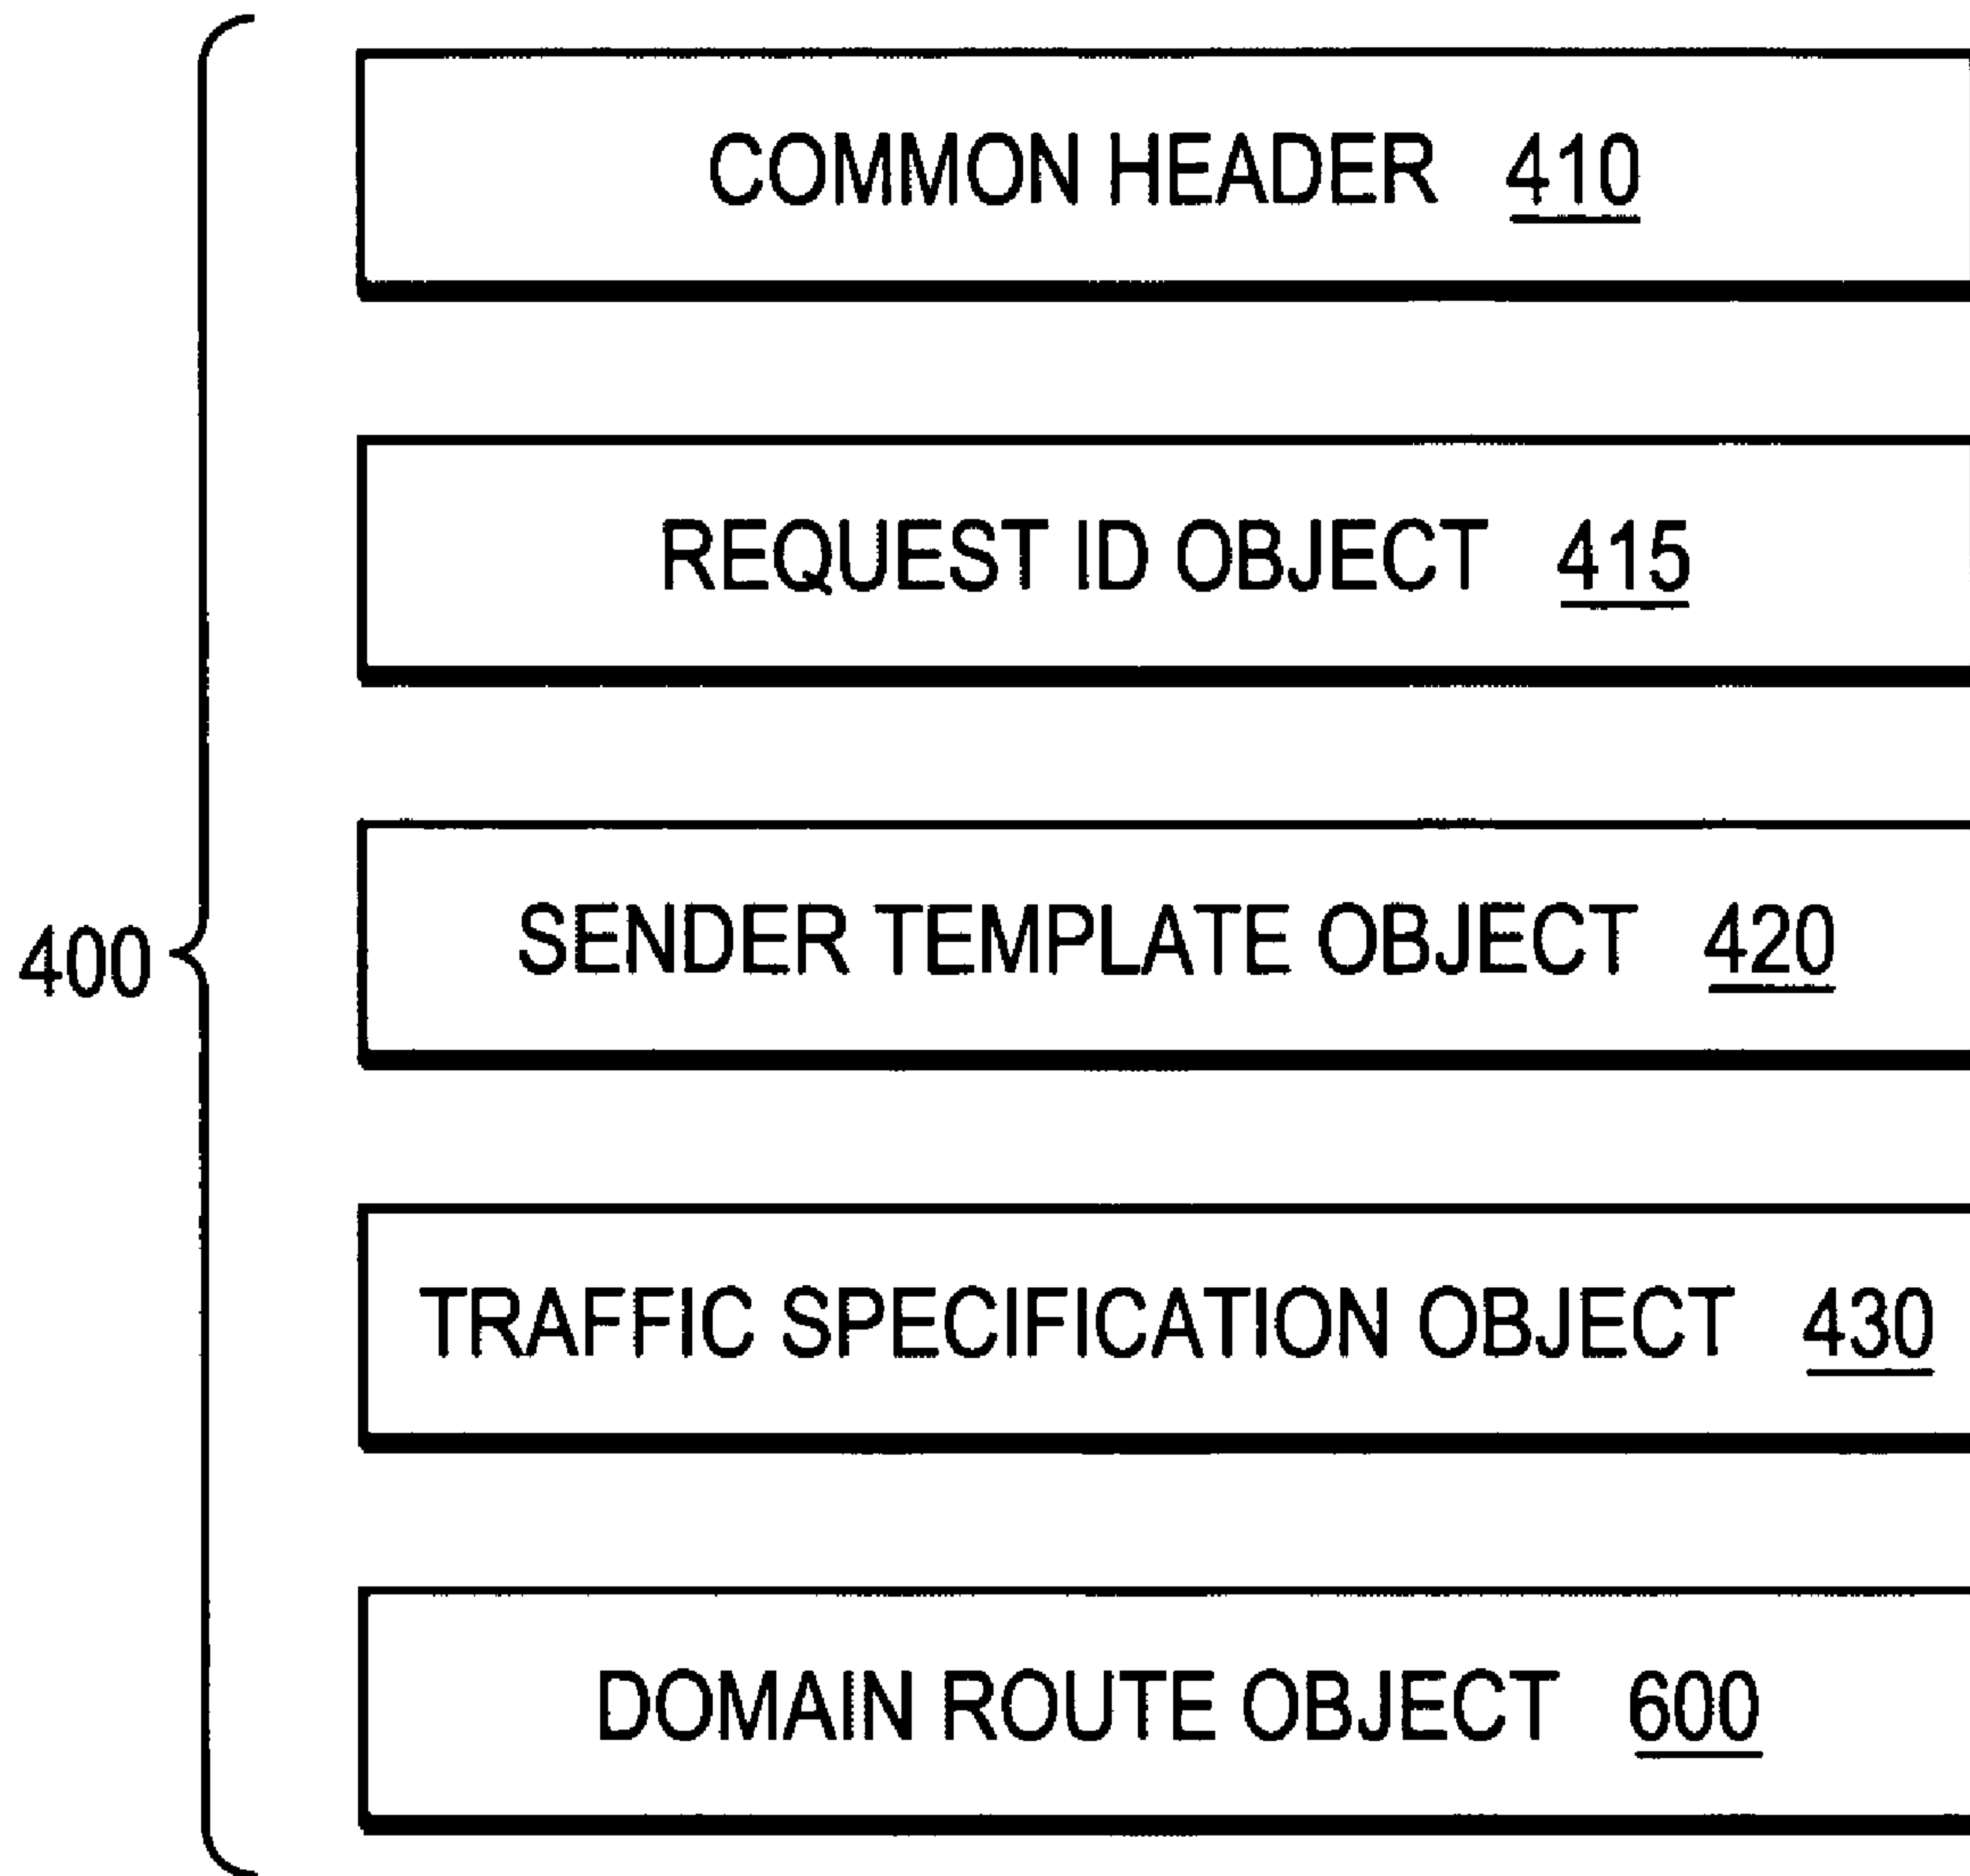 COMMON HEADER 410
REQUEST ID OBJECT 415
SENDER TEMPLATE OBJECT 420
400
TRAFFIC SPECIFICATION OBJECT 430
DOMAIN ROUTE OBJECT 600